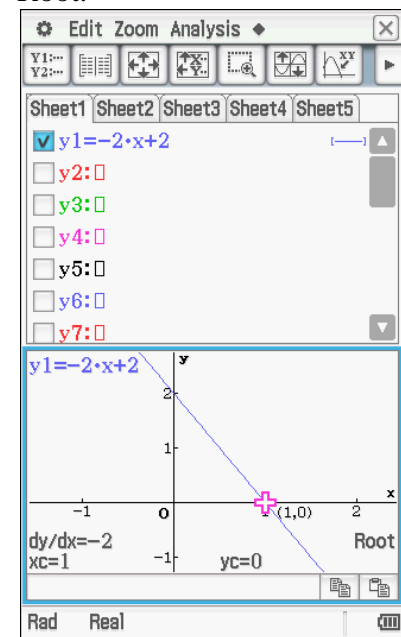 Edit Zoom Analysis ◆
Y1:···
Y2:···
XY
Sheet1 Sheet2 Sheet3 Sheet4 Sheet5
y1=−2·x+2
y2:▯
y3:▯
y4:▯
y5:▯
y6:▯
y7:▯
y1=−2·x+2
y
2
1
x
−1
0
(1,0)
2
dy/dx=−2
Root
xc=1
−1
yc=0
Rad Real